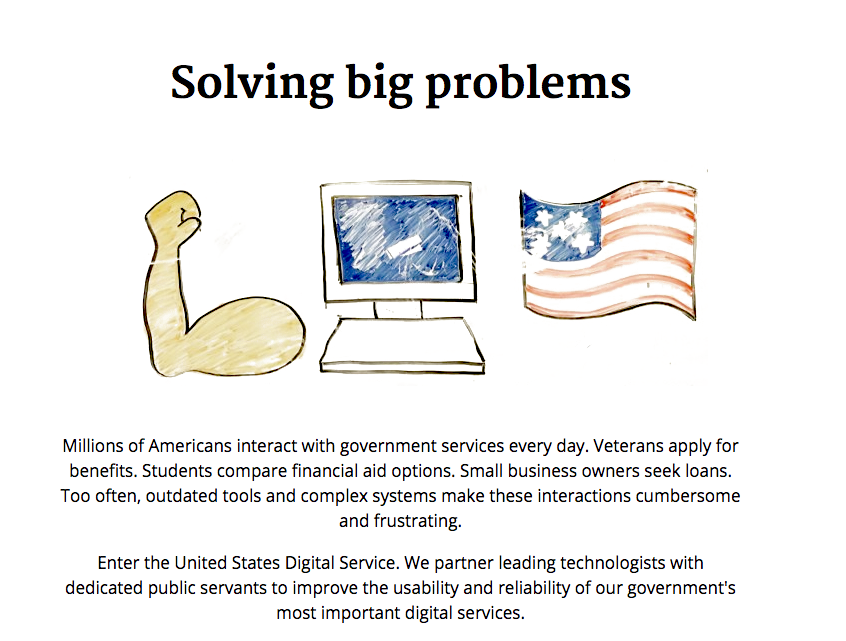 Solving big problems
Millions of Americans interact with government services every day. Veterans apply for
benefits. Students compare financial aid options. Small business owners seek loans.
Too often, outdated tools and complex systems make these interactions cumbersome
and frustrating.
Enter the United States Digital Service. We partner leading technologists with
dedicated public servants to improve the usability and reliability of our government's
most important digital services.